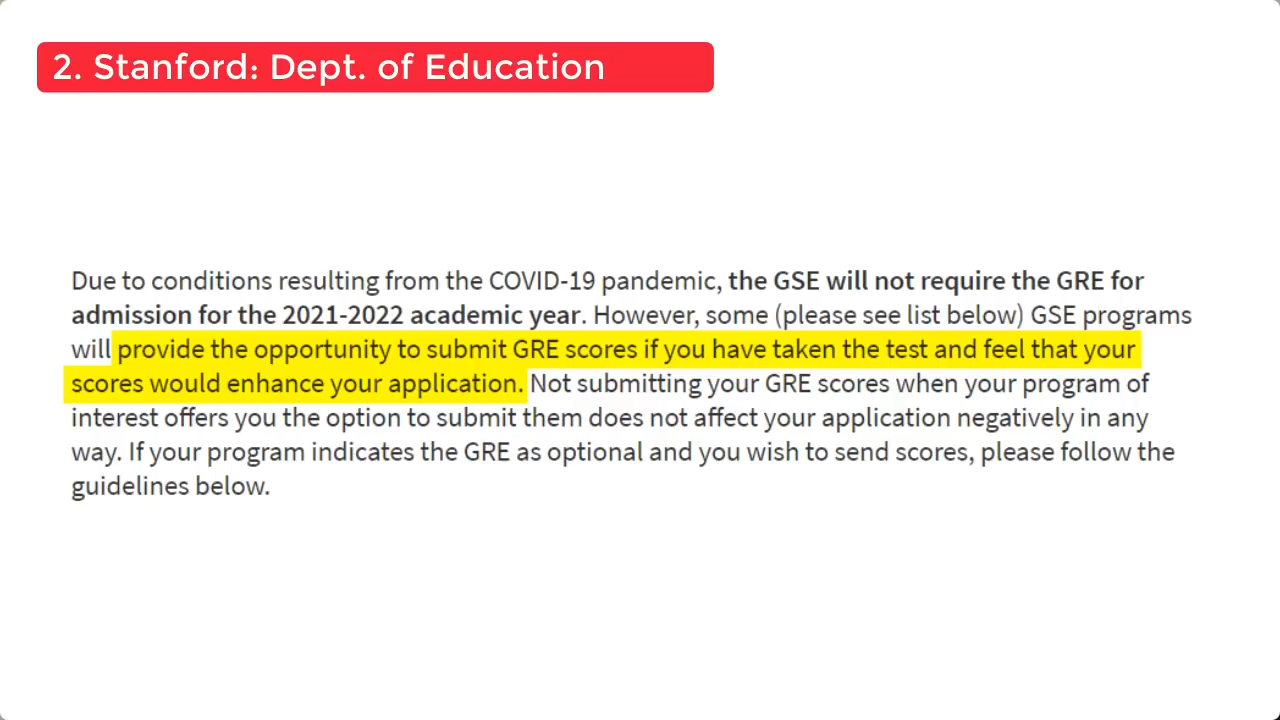 2. Stanford: Dept. of Education
Due to conditions resulting from the COVID-19 pandemic, the GSE will not require the GRE for
admission for the 2021-2022 academic year. However, some (please see list below) GSE programs
will provide the opportunity to submit GRE scores if you have taken the test and feel that your
scores would enhance your application. Not submitting your GRE scores when your program of
interest offers you the option to submit them does not affect your application negatively in any
way. If your program indicates the GRE as optional and you wish to send scores, please follow the
guidelines below.